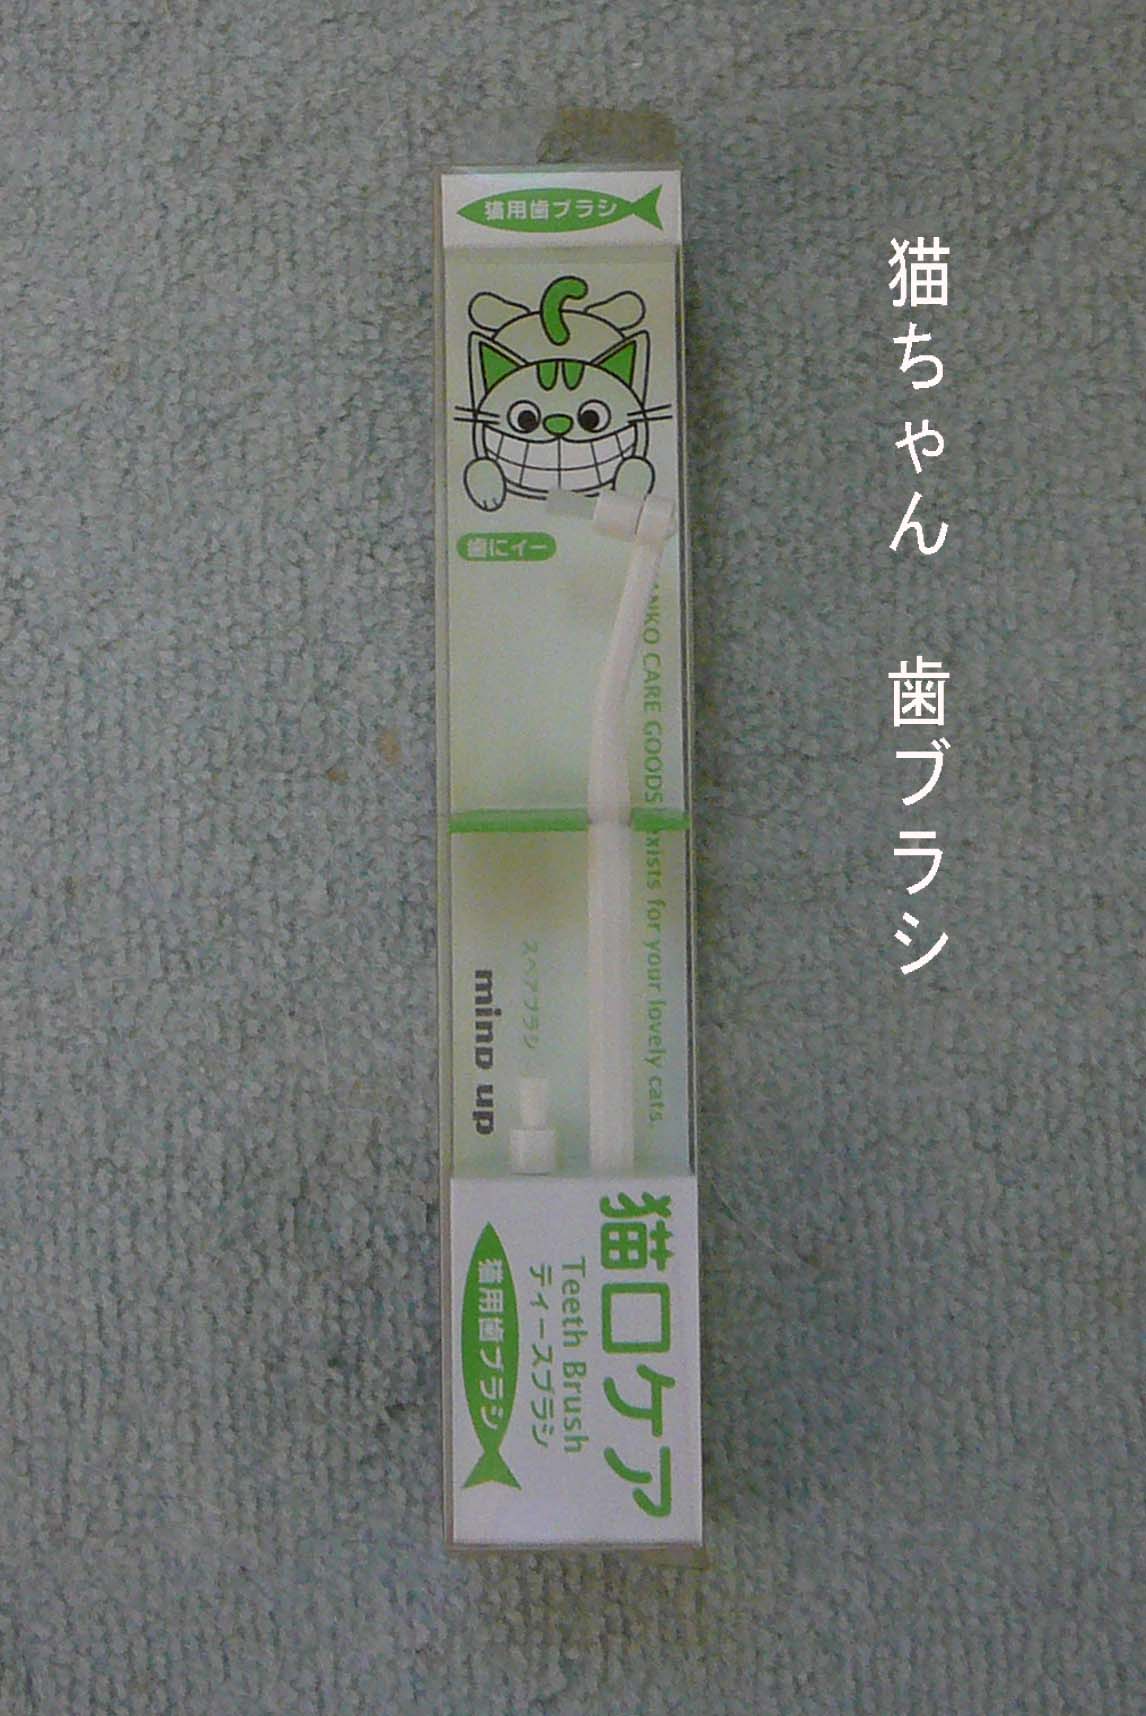 猫用歯ブラシ
歯にイー
NKO CARE GOODS exists for your lovely cats.
スペアブラシ
mind up
猫口ケア
Teeth Brush
ティースブラシ
猫用歯ブラシ
猫ちゃん 歯ブラシ